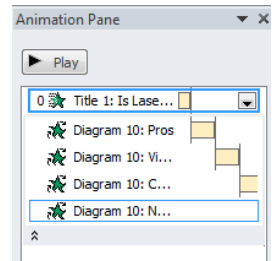 Animation Pane
Play
0 Title 1: Is Lase...
Diagram 10: Pros
Diagram 10: Vi...
Diagram 10: C...
Diagram 10: N...